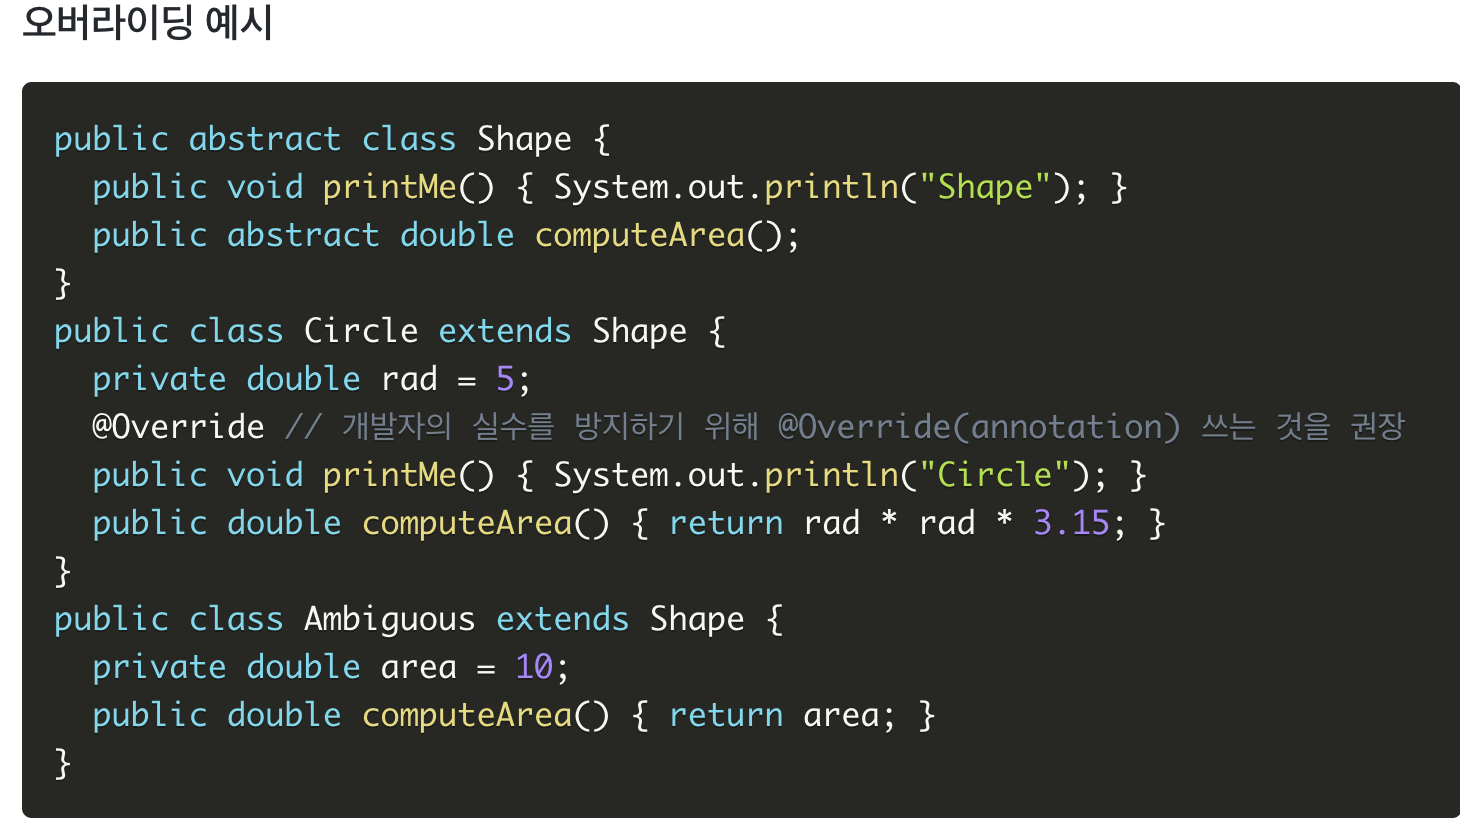 오버라이딩 예시
public abstract class Shape {
  public void printMe() { System.out.println("Shape"); }
  public abstract double computeArea();
}
public class Circle extends Shape {
  private double rad = 5;
  @Override // 개발자의 실수를 방지하기 위해 @Override(annotation) 쓰는 것을 권장
  public void printMe() { System.out.println("Circle"); }
  public double computeArea() { return rad * rad * 3.15; }
}
public class Ambiguous extends Shape {
  private double area = 10;
  public double computeArea() { return area; }
}